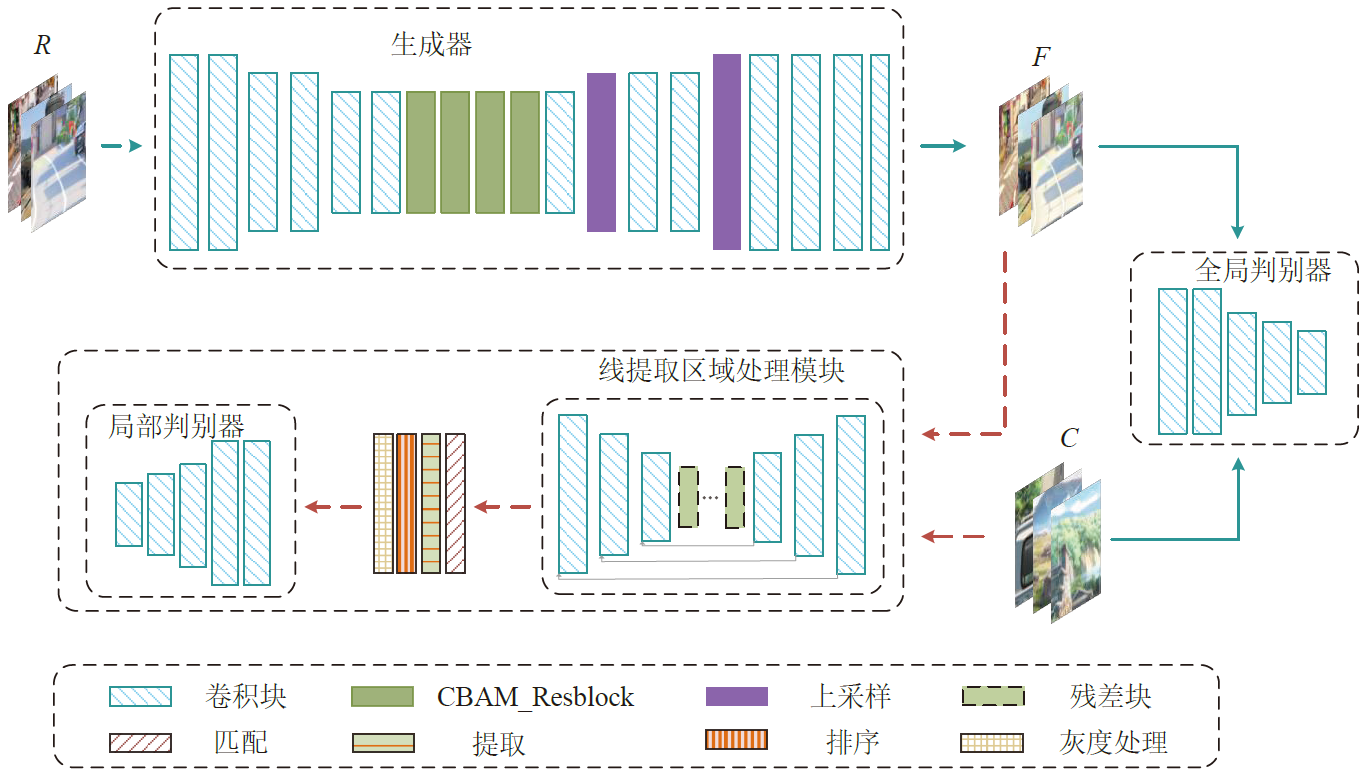 R
生成器
F
全局判别器
线提取区域处理模块
局部判别器
...
C
卷积块
CBAM_Resblock
上采样
残差块
匹配
提取
排序
灰度处理